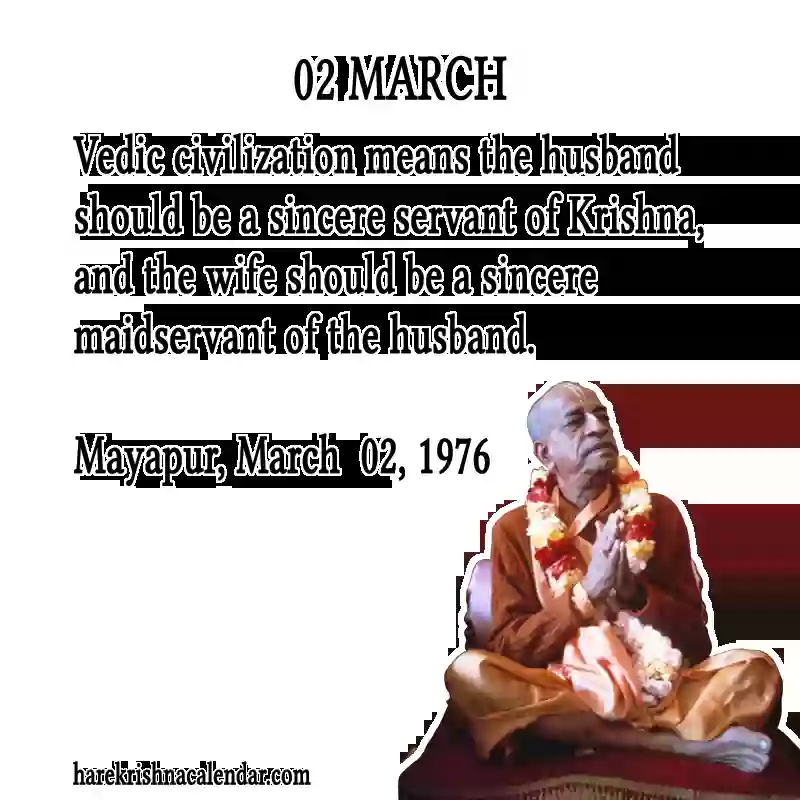 02 MARCH
Vedic civilization means the husband
should be a sincere servant of Krishna,
and the wife should be a sincere
maidservant of the husband.
Mayapur, March 02, 1976
harekrishnacalendar.com